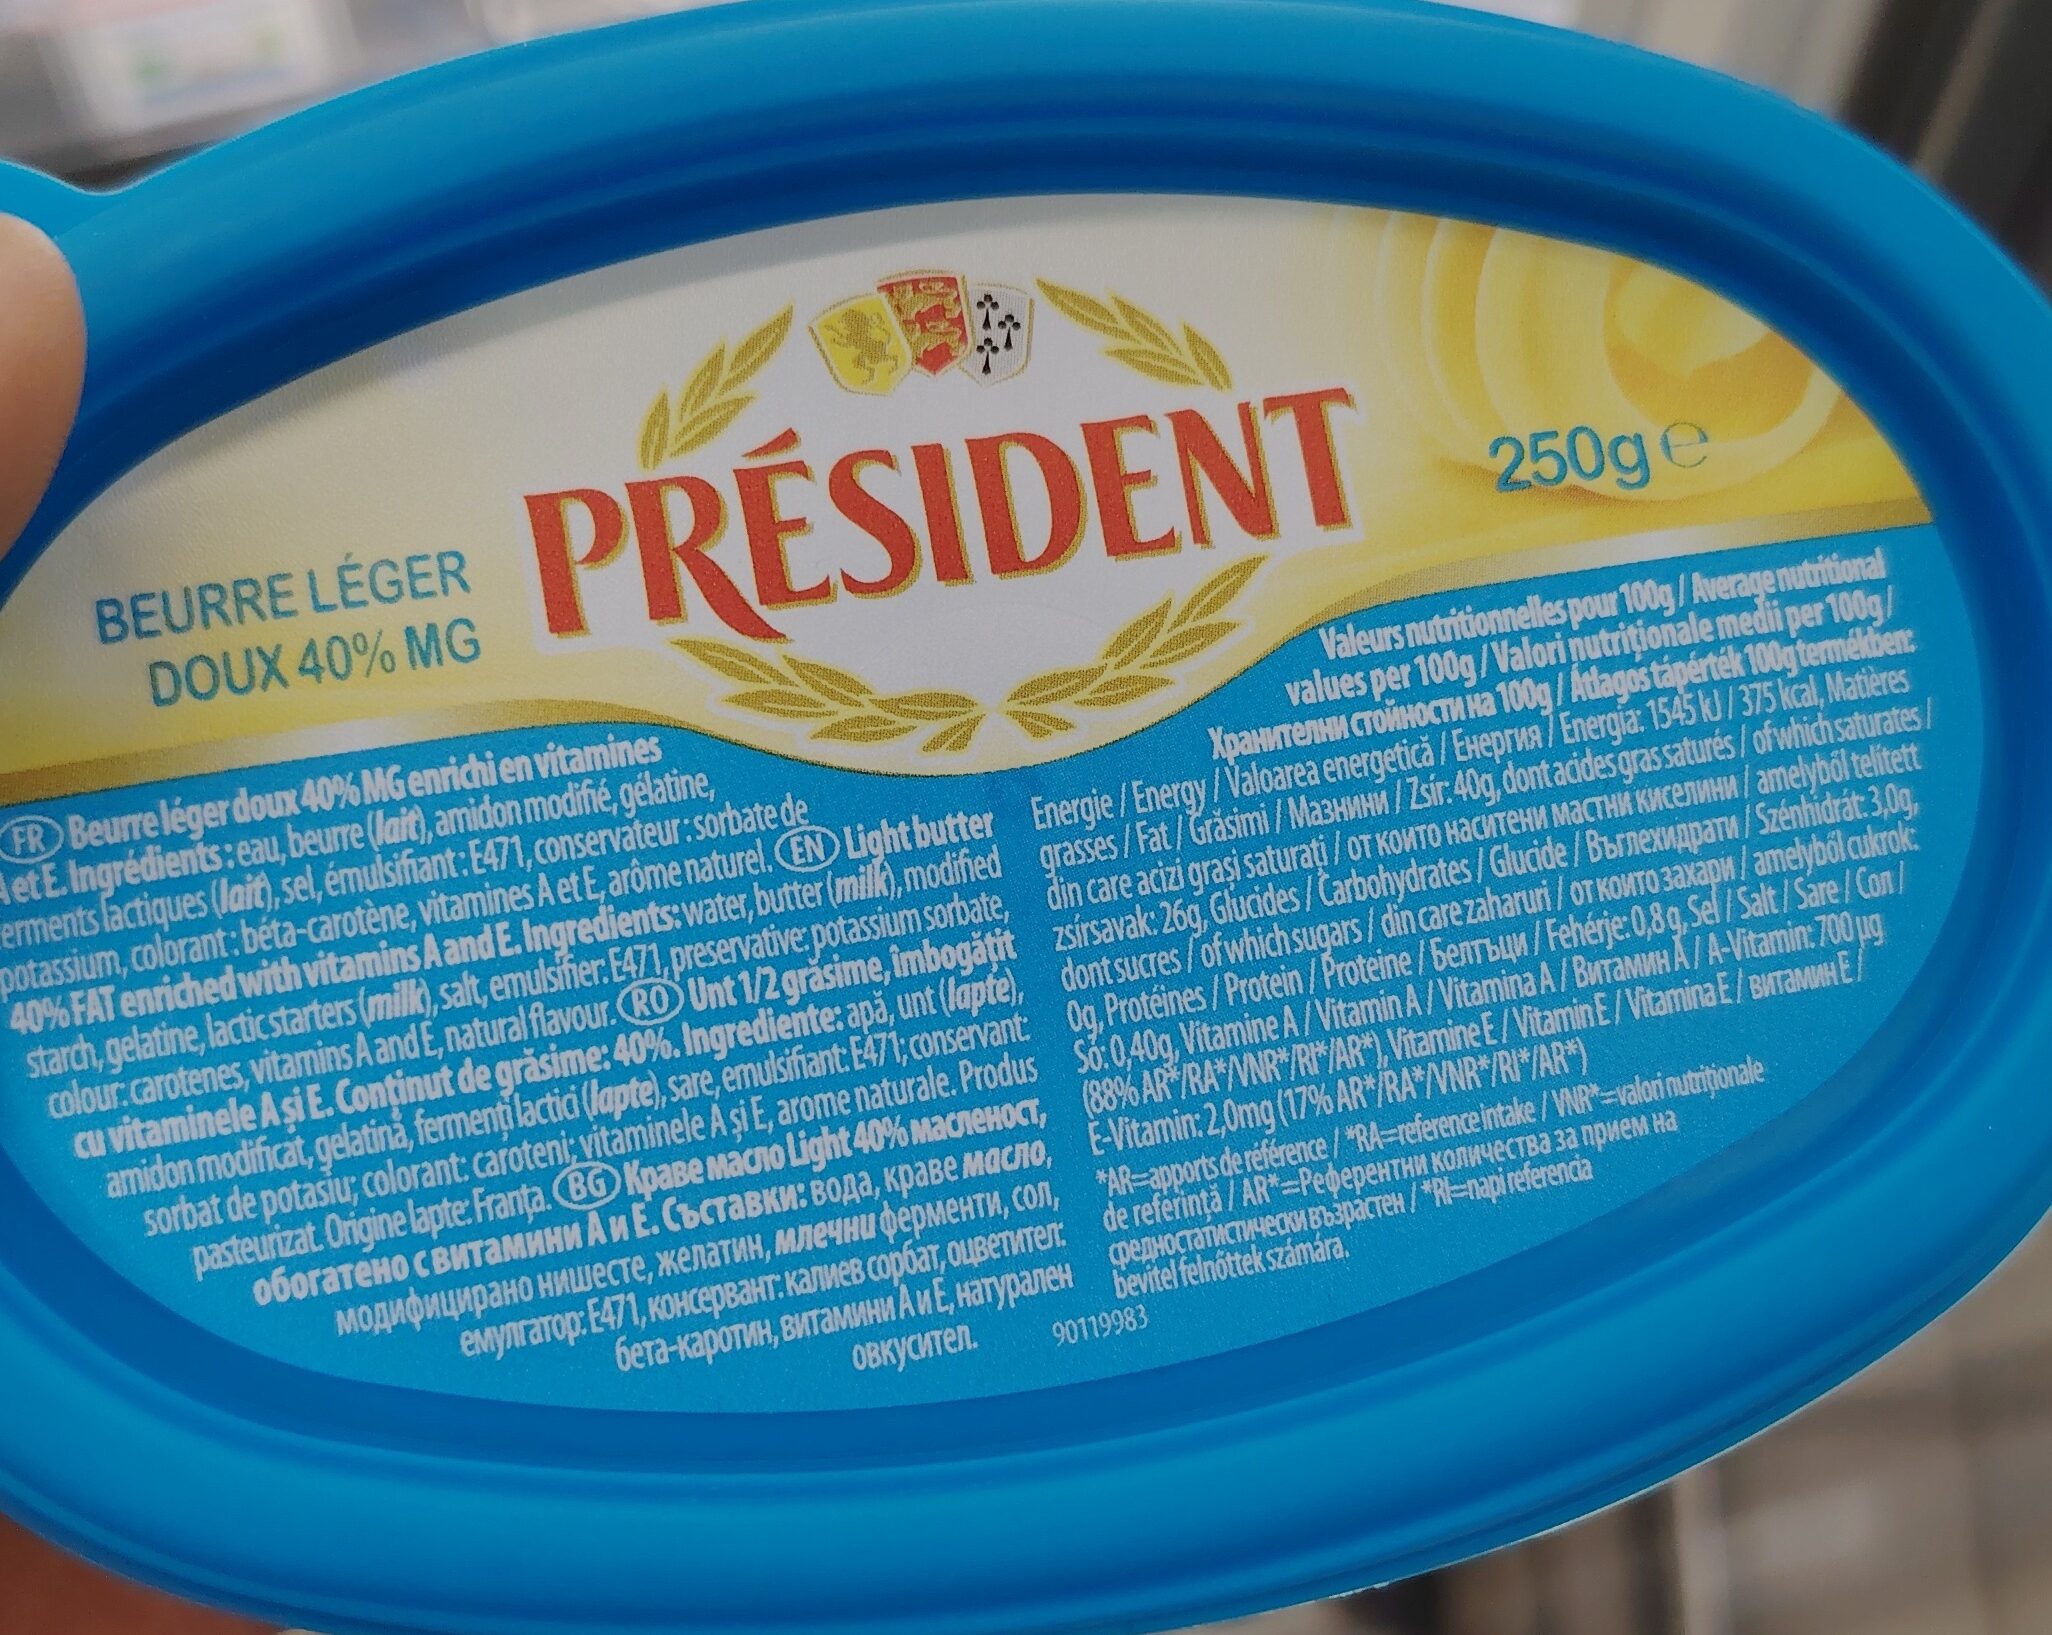 PRÉSIDENT
250g e
BEURRE LÉGER
DOUX 40% MG
FR Beurre léger doux 40% MG enrichi en vitamines
A et E. Ingrédients : eau, beurre (lait), amidon modifié, gélatine,
ferments lactiques (lait), sel, émulsifiant : E471, conservateur : sorbate de
potassium, colorant : béta-carotène, vitamines A et E, arôme naturel. EN Light butter
40% FAT enriched with vitamins A and E. Ingredients: water, butter (milk), modified
starch, gelatine, lactic starters (milk), salt, emulsifier: E471, preservative: potassium sorbate,
colour: carotenes, vitamins A and E, natural flavour. RO Unt 1/2 grăsime, îmbogățit
cu vitaminele A și E. Conținut de grăsime: 40%. Ingrediente: apă, unt (lapte),
amidon modificat, gelatină, fermenți lactici (lapte), sare, emulsifiant: E471; conservant:
sorbat de potasiu; colorant: caroteni; vitaminele A și E, arome naturale. Produs
pasteurizat. Origine lapte: Franța. BG Краве масло Light 40% масленост,
обогатено с витамини А и Е. Съставки: вода, краве масло,
модифицирано нишесте, желатин, млечни ферменти, сол,
емулгатор: E471, консервант: калиев сорбат, оцветител:
бета-каротин, витамини А и Е, натурален
овкусител.
Valeurs nutritionnelles pour 100g / Average nutritional
values per 100g / Valori nutriționale medii per 100g /
Хранителни стойности на 100g / Átlagos tápérték 100g termékben:
Energie / Energy / Valoarea energetică / Енергия / Energia: 1545 kJ / 375 kcal, Matières
grasses / Fat / Grăsimi / Мазнини / Zsír: 40g, dont acides gras saturés / of which saturates /
din care acizi grași saturați / от които наситени мастни киселини / amelyből telített
zsírsavak: 26g, Glucides / Carbohydrates / Glucide / Въглехидрати / Szénhidrát: 3,0g,
dont sucres / of which sugars / din care zaharuri / от които захари / amelyből cukrok:
0g, Protéines / Protein / Proteine / Белтъци / Fehérje: 0,8g, Sel / Salt / Sare / Сол /
Só: 0,40g, Vitamine A / Vitamin A / Vitamina A / Витамин А / A-Vitamin: 700 µg
(88% AR*/RA*/VNR*/RI*/AR*), Vitamine E / Vitamin E / Vitamina E / витамин Е /
E-Vitamin: 2,0mg (17% AR*/RA*/VNR*/RI*/AR*)
*AR=apports de référence / *RA=reference intake / VNR*=valori nutriționale
de referință / AR*=Референтни количества за прием на
средностатистически възрастен / *RI=napi referencia
bevitel felnőttek számára.
90119983